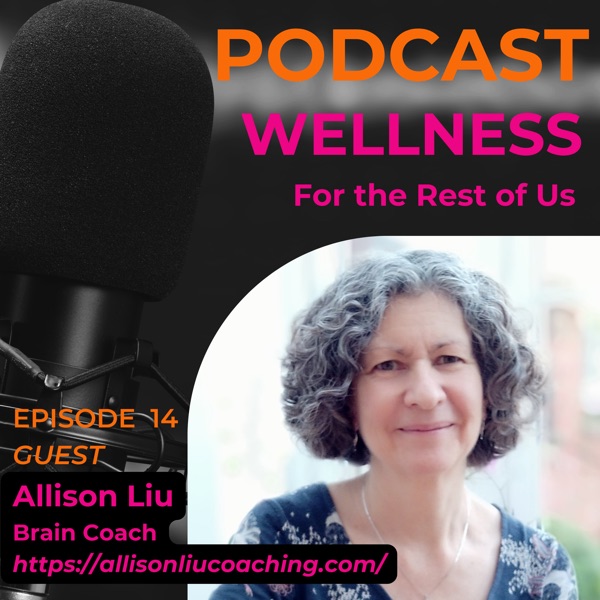 PODCAST
WELLNESS
For the Rest of Us
EPISODE 14
GUEST
Allison Liu
Brain Coach
https://allisonliucoaching.com/